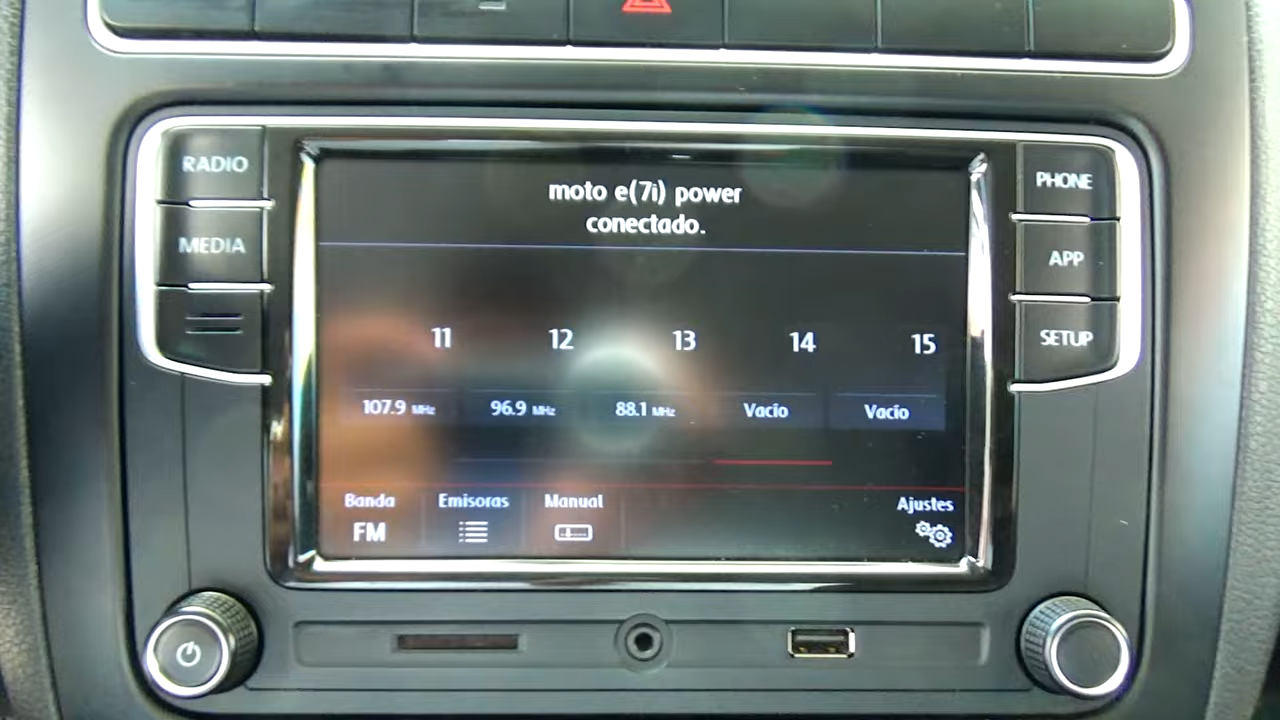 RADIO
MEDIA
PHONE
APP
SETUP
moto e(7i) power
conectado.
11 12 13 14 15
107.9 MHz 96.9 MHz 88.1 MHz Vacío Vacío
Banda Emisoras Manual Ajustes
FM